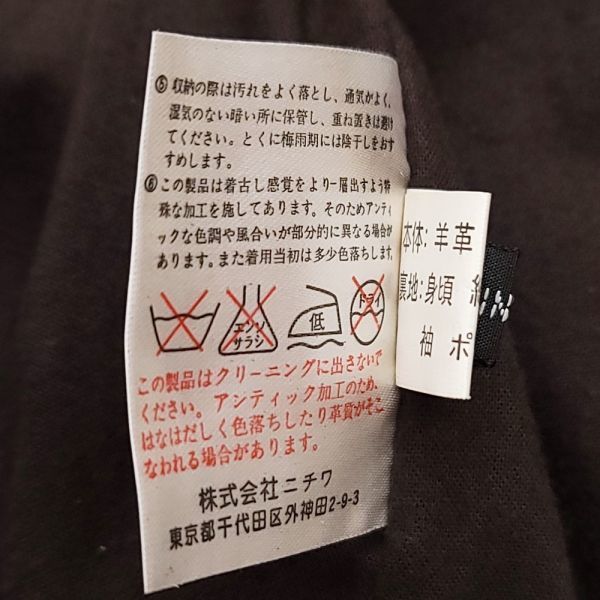 ⑤ 収納の際は汚れをよく落とし、通気がよく、
湿気のない暗い所に保管し、重ね置きは避け
てください。とくに梅雨期には陰干しをおす
すめします。
⑥ この製品は着古し感覚をより一層出すよう特
殊な加工を施してあります。そのためアンティ
ックな色調や風合いが部分的に異なる場合が
あります。また着用当初は多少色落ちします。
エンソ
サラシ
低
ドライ
この製品はクリーニングに出さないで
ください。アンティック加工のため、
はなはだしく色落ちしたり革質がそこ
なわれる場合があります。
株式会社ニチワ
東京都千代田区外神田2-9-3
本体:羊革
裏地:身頃
袖 ポ